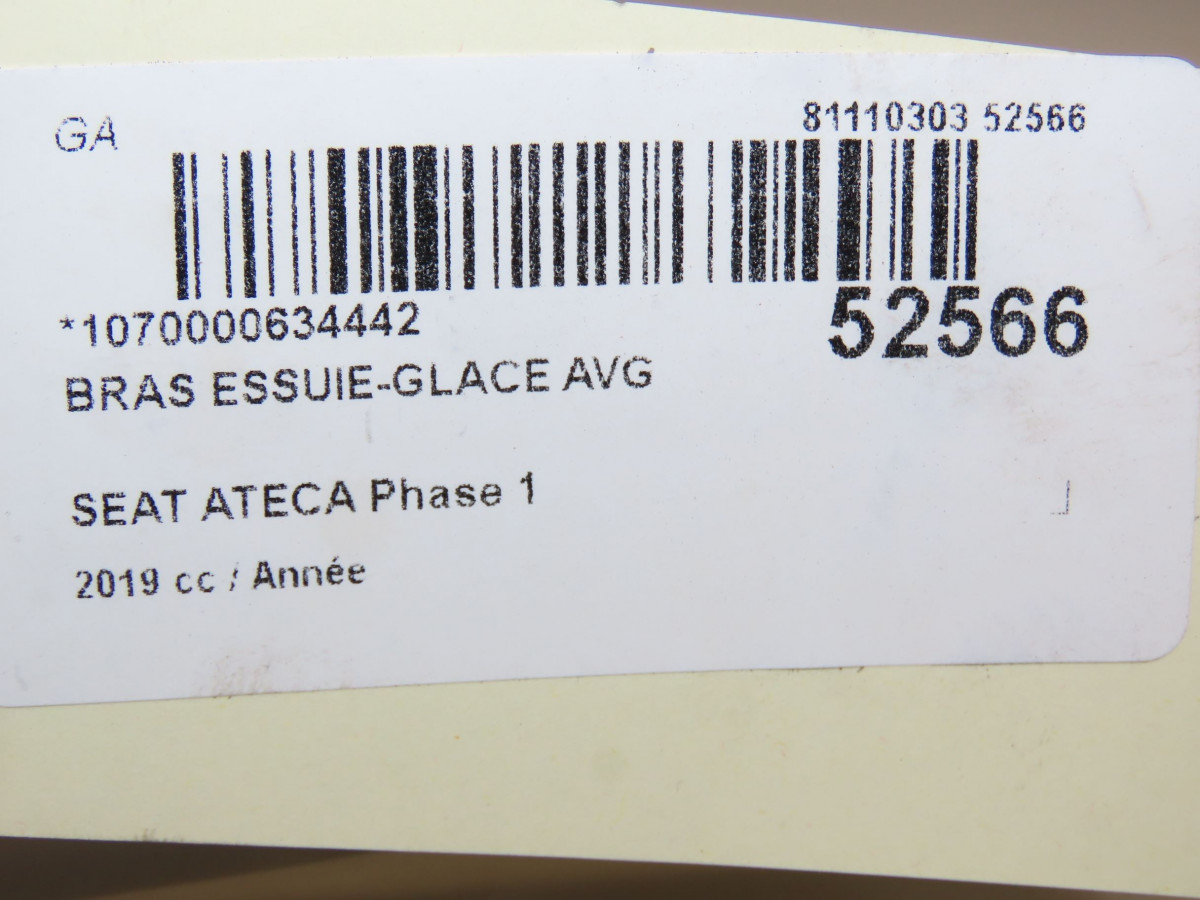 GA
81110303 52566
*1070000634442
52566
BRAS ESSUIE-GLACE AVG
SEAT ATECA Phase 1
2019 cc / Année